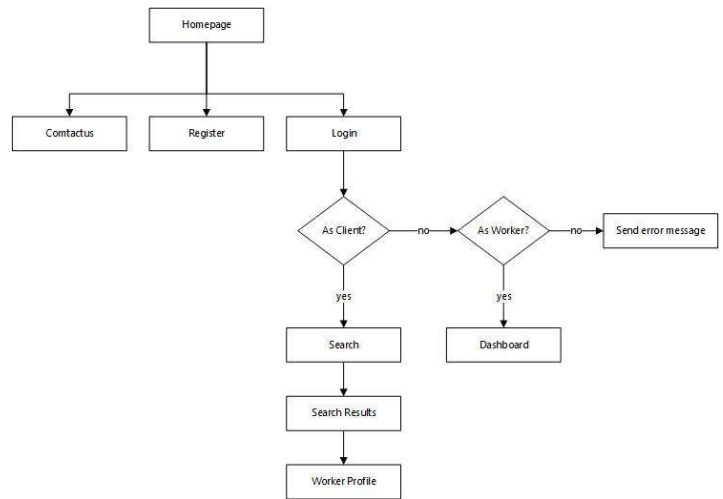 Homepage
Comtactus
Register
Login
As Client?
no
As Worker?
no
Send error message
yes
yes
Search
Dashboard
Search Results
Worker Profile